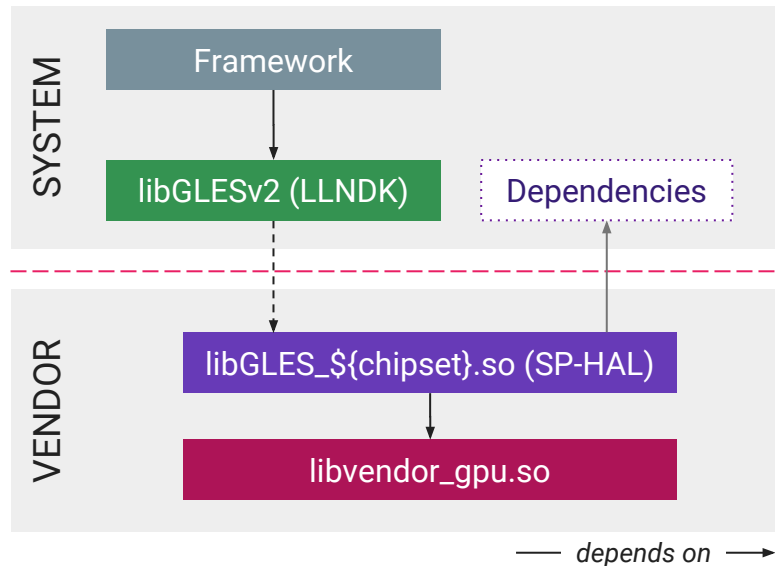 SYSTEM
Framework
libGLESv2 (LLNDK)
Dependencies
VENDOR
libGLES_${chipset}.so (SP-HAL)
libvendor_gpu.so
depends on